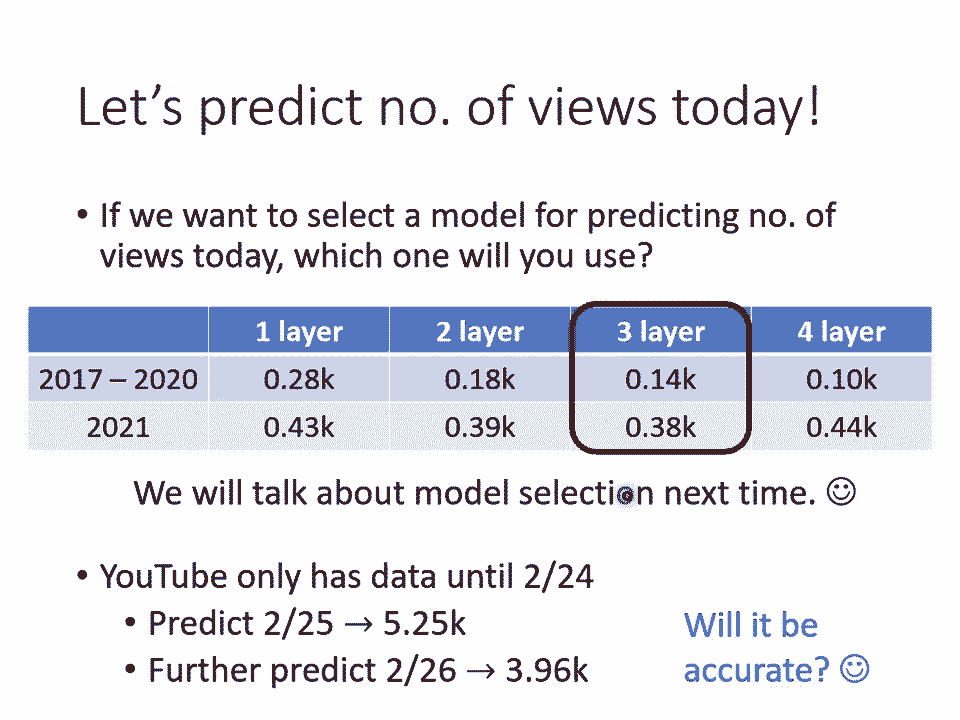 Let's predict no. of views today!
• If we want to select a model for predicting no. of
views today, which one will you use?
1 layer 2 layer 3 layer 4 layer
2017 – 2020 0.28k 0.18k 0.14k 0.10k
2021 0.43k 0.39k 0.38k 0.44k
We will talk about model selection next time. ☺
• YouTube only has data until 2/24
• Predict 2/25 → 5.25k
• Further predict 2/26 → 3.96k
Will it be
accurate? ☺